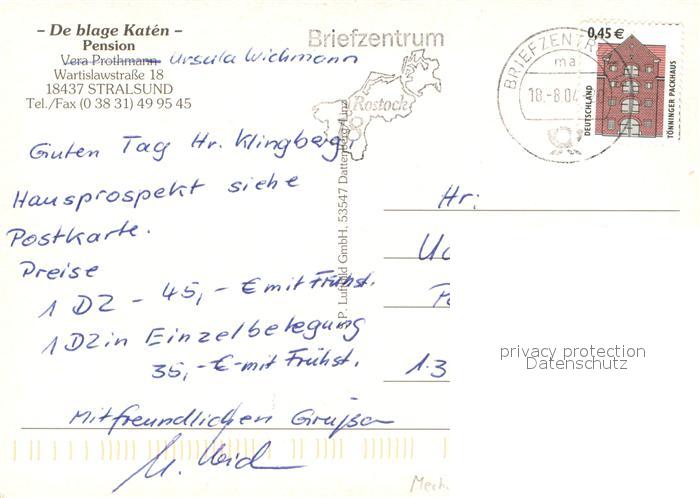 – De blage Katén –
Pension
Vera Prothmann Ursula Wichmann
Wartislawstraße 18
18437 STRALSUND
Tel./Fax (0 38 31) 49 95 45
Briefzentrum
Rostock
18
BRIEFZENTR
ma
18.-8.04
0,45 €
DEUTSCHLAND
TÖNNINGER PACKHAUS
Guten Tag Hr. Klingberg,
Hausprospekt siehe
Postkarte.
Preise
1 DZ - 45,- € mit Frühst.
1 DZ in Einzelbelegung
35,- € mit Frühst.
Mit freundlichen Grüßen
Hr:
1.3
privacy protection
Datenschutz